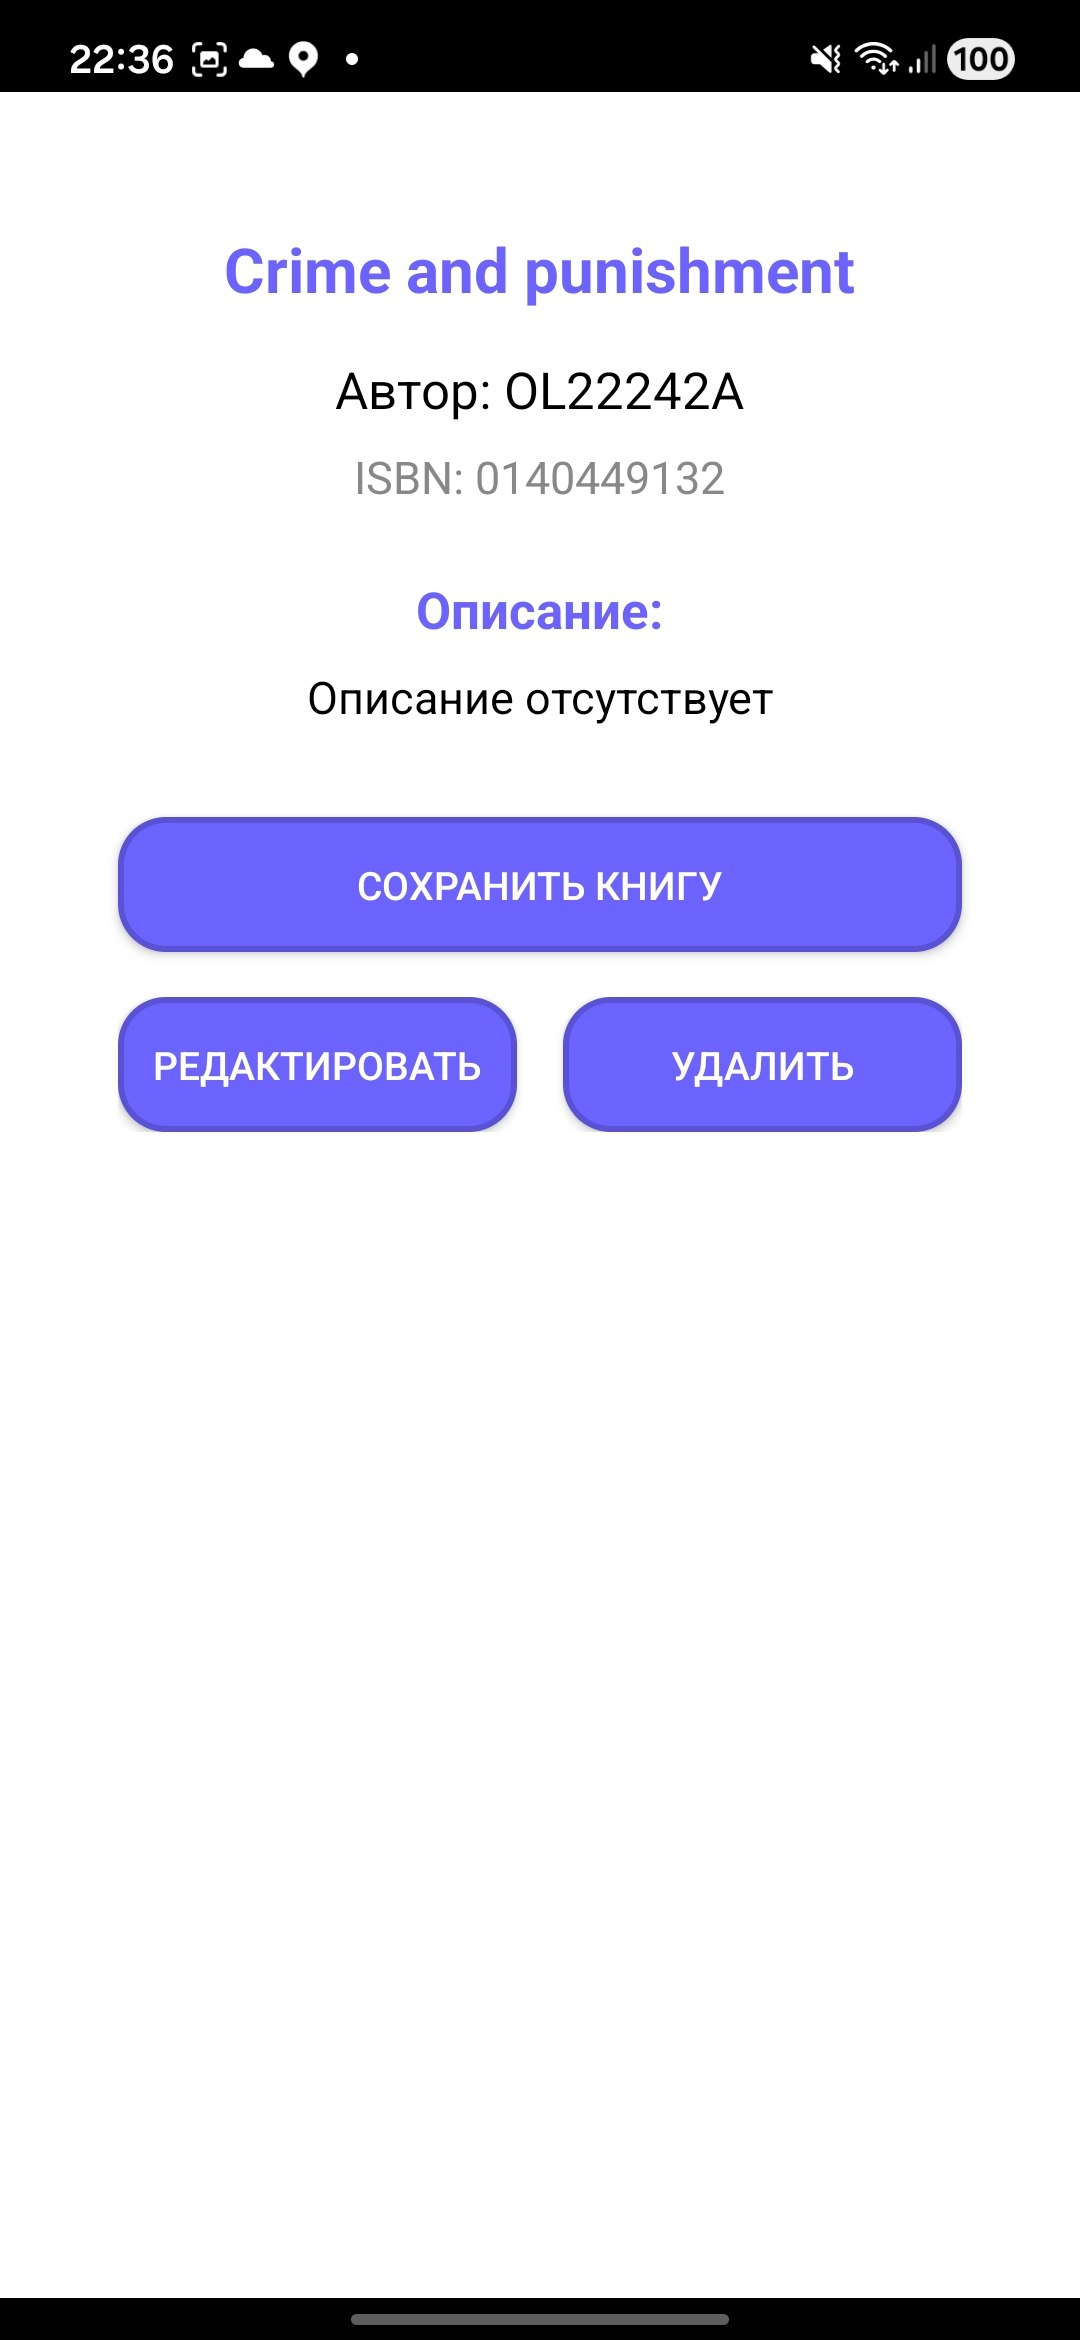 22:36
100
Crime and punishment
Автор: OL22242A
ISBN: 0140449132
Описание:
Описание отсутствует
СОХРАНИТЬ КНИГУ
РЕДАКТИРОВАТЬ
УДАЛИТЬ